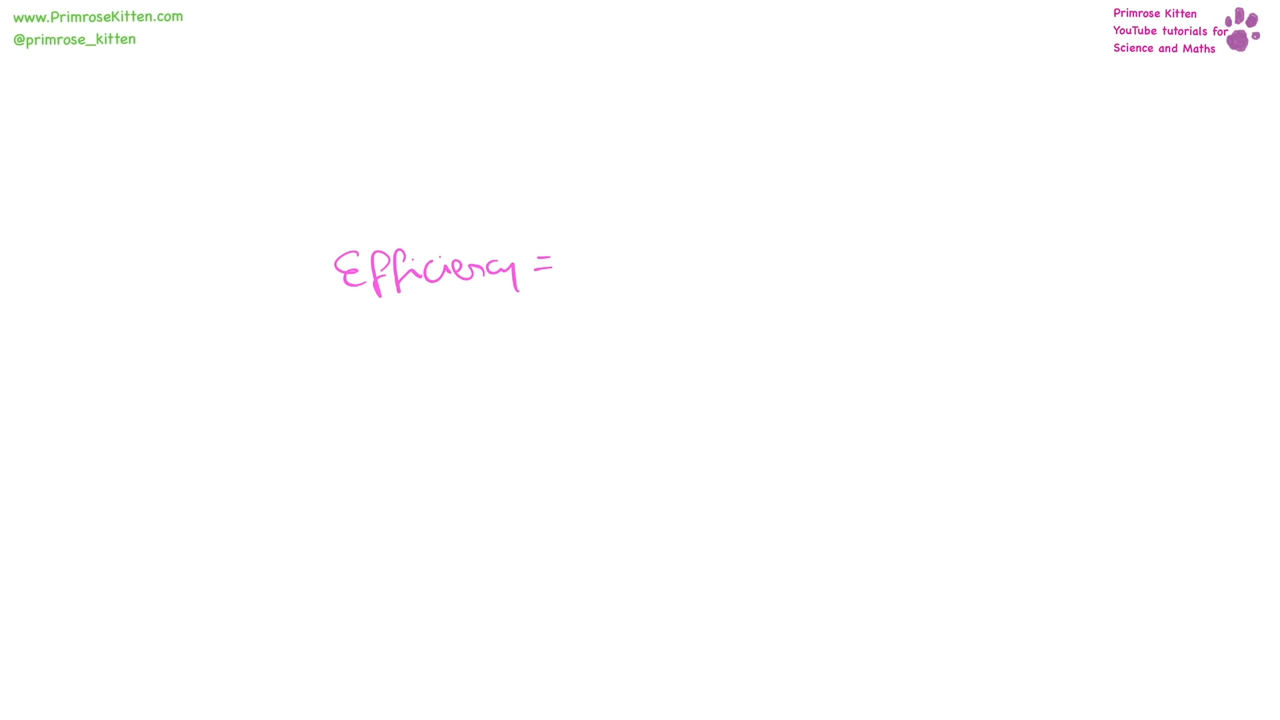 www.PrimroseKitten.com
@primrose_kitten
Primrose Kitten
YouTube tutorials for
Science and Maths
Efficiency =